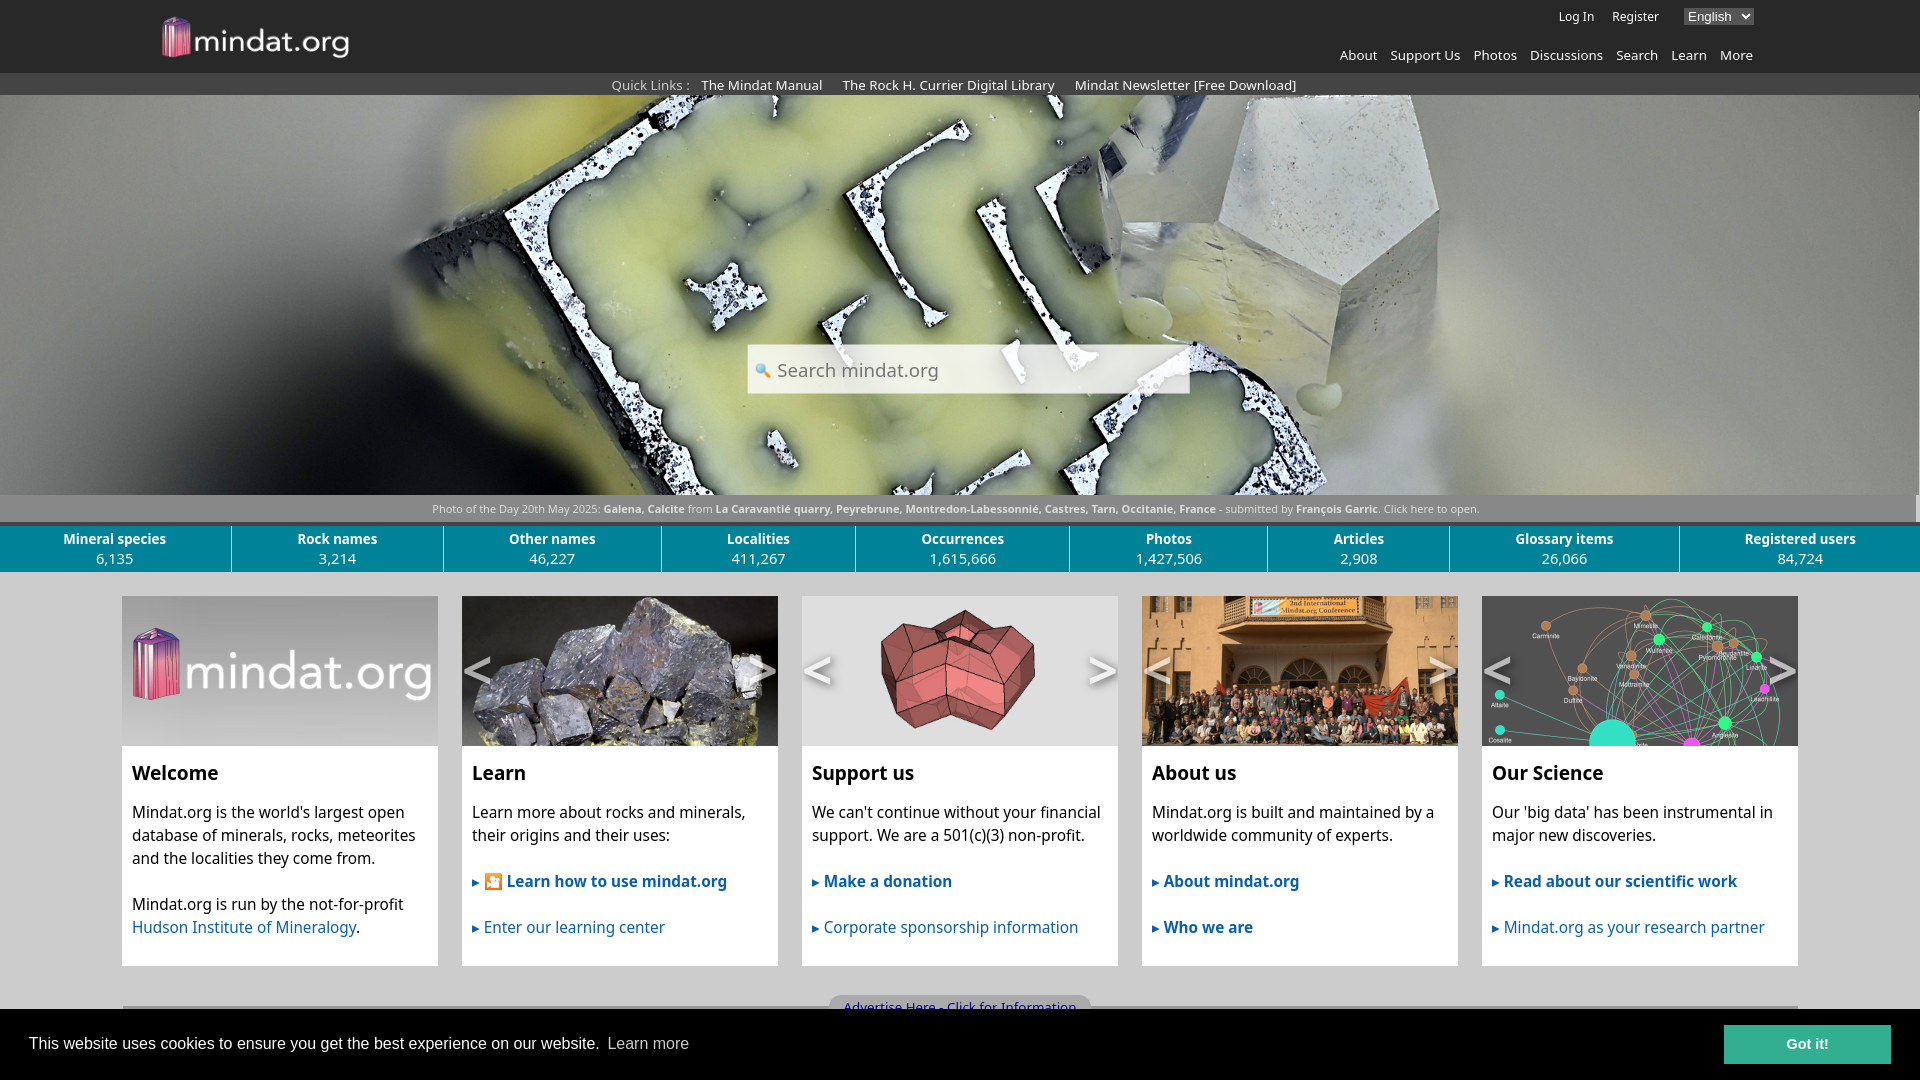 mindat.org
Log In
Register
English
About
Support Us
Photos
Discussions
Search
Learn
More
Quick Links : The Mindat Manual The Rock H. Currier Digital Library Mindat Newsletter [Free Download]
Search mindat.org
Photo of the Day 20th May 2025: Galena, Calcite from La Caravantié quarry, Peyrebrune, Montredon-Labessonnié, Castres, Tarn, Occitanie, France - submitted by François Garric. Click here to open.
Mineral species
6,135
Rock names
3,214
Other names
46,227
Localities
411,267
Occurrences
1,615,666
Photos
1,427,506
Articles
2,908
Glossary items
26,066
Registered users
84,724
mindat.org
Welcome
Mindat.org is the world's largest open
database of minerals, rocks, meteorites
and the localities they come from.
Mindat.org is run by the not-for-profit
Hudson Institute of Mineralogy.
< >
Learn
Learn more about rocks and minerals,
their origins and their uses:
▸ 🎦 Learn how to use mindat.org
▸ Enter our learning center
< >
Support us
We can't continue without your financial
support. We are a 501(c)(3) non-profit.
▸ Make a donation
▸ Corporate sponsorship information
2nd International
Mindat.org Conference
< >
About us
Mindat.org is built and maintained by a
worldwide community of experts.
▸ About mindat.org
▸ Who we are
Carminite
Mimetite
Caledonite
Wulfenite
Pyromorphite
Linarite
Vanadinite
Bayldonite
Mottramite
Duftite
Leadhillite
Altaite
Anglesite
Cosalite
< >
Our Science
Our 'big data' has been instrumental in
major new discoveries.
▸ Read about our scientific work
▸ Mindat.org as your research partner
Advertise Here - Click for Information
This website uses cookies to ensure you get the best experience on our website. Learn more
Got it!